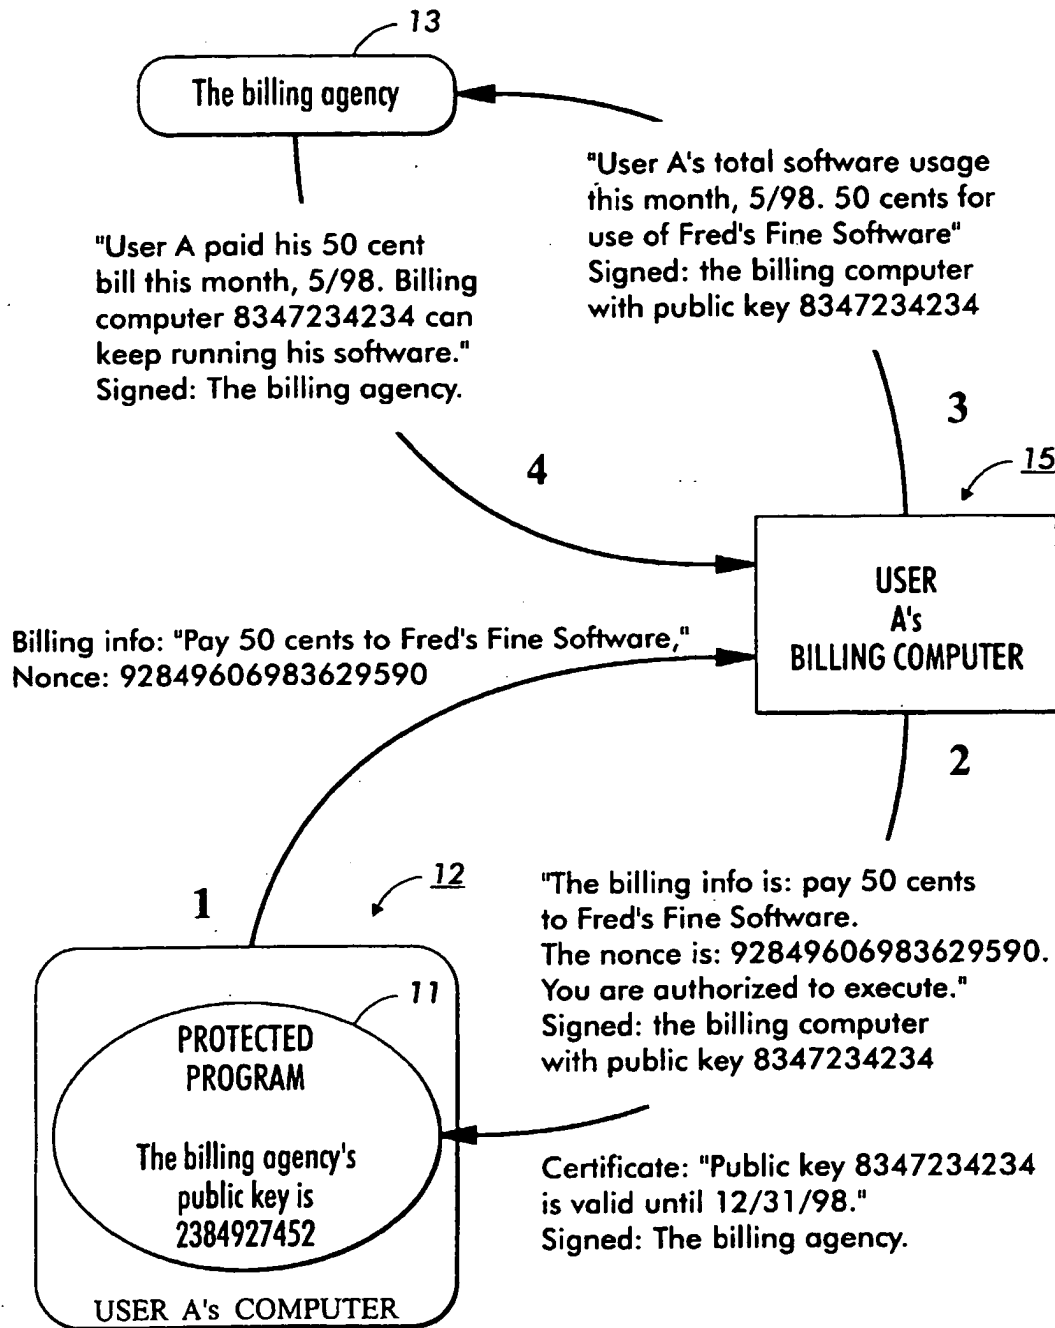 13
The billing agency
"User A's total software usage
this month, 5/98. 50 cents for
use of Fred's Fine Software"
Signed: the billing computer
with public key 8347234234
"User A paid his 50 cent
bill this month, 5/98. Billing
computer 8347234234 can
keep running his software."
Signed: The billing agency.
3
4
15
USER
A's
BILLING COMPUTER
Billing info: "Pay 50 cents to Fred's Fine Software,"
Nonce: 92849606983629590
2
1
12
"The billing info is: pay 50 cents
to Fred's Fine Software.
The nonce is: 92849606983629590.
You are authorized to execute."
Signed: the billing computer
with public key 8347234234
11
PROTECTED
PROGRAM
The billing agency's
public key is
2384927452
Certificate: "Public key 8347234234
is valid until 12/31/98."
Signed: The billing agency.
USER A's COMPUTER